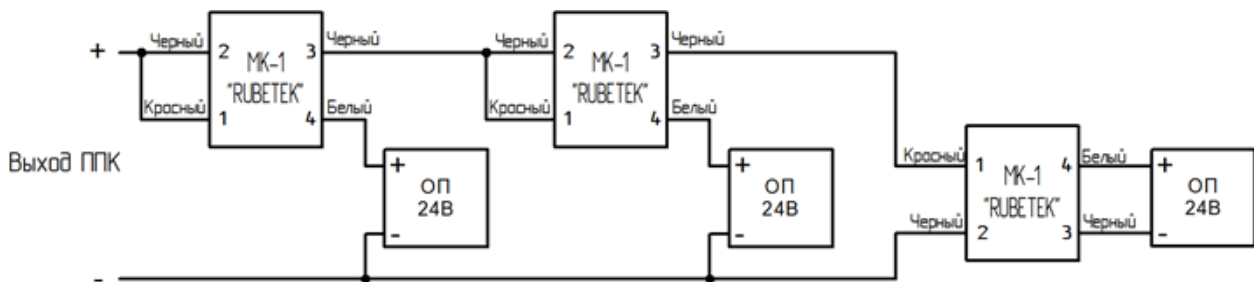 +
Черный
2
3
Черный
МК-1
"RUBETEK"
Красный
1
4
Белый
Черный
2
3
Черный
МК-1
"RUBETEK"
Красный
1
4
Белый
Выход ППК
+
ОП
24В
-
+
ОП
24В
-
Красный
1
4
Белый
МК-1
"RUBETEK"
Черный
2
3
Черный
+
ОП
24В
-
-